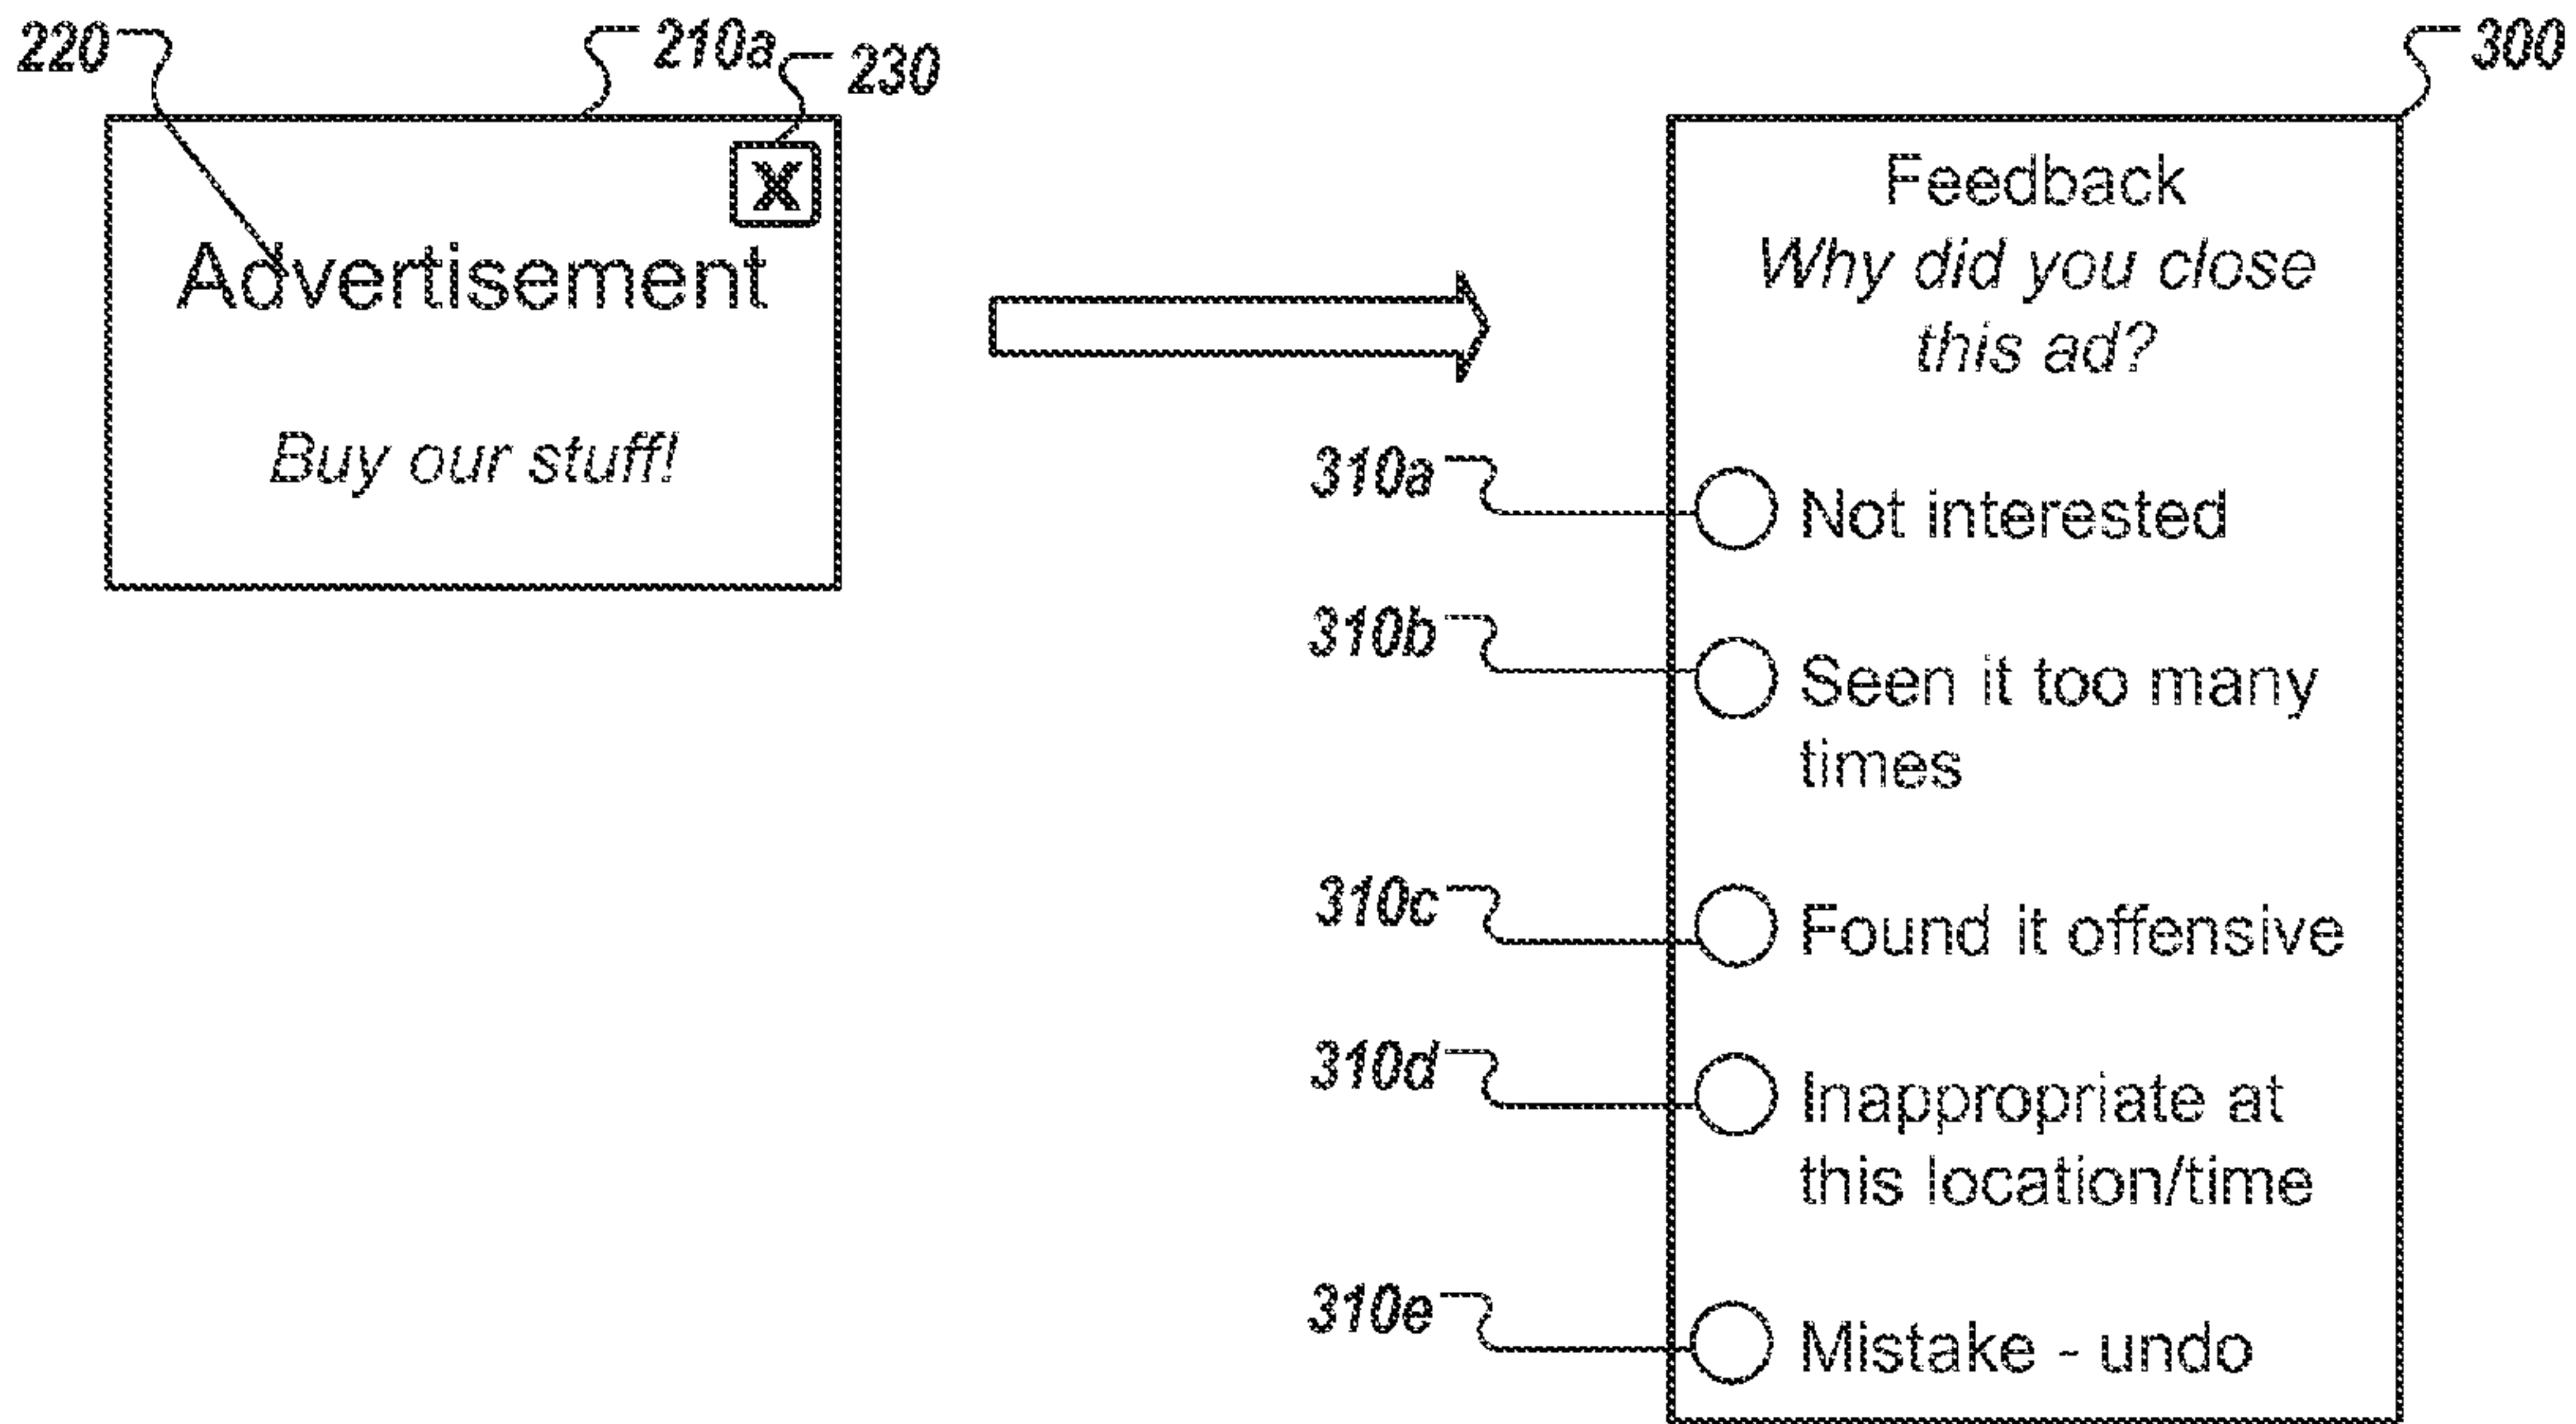 220
210a
230
X
Advertisement
Buy our stuff!
300
Feedback
Why did you close
this ad?
310a
Not interested
310b
Seen it too many
times
310c
Found it offensive
310d
Inappropriate at
this location/time
310e
Mistake - undo